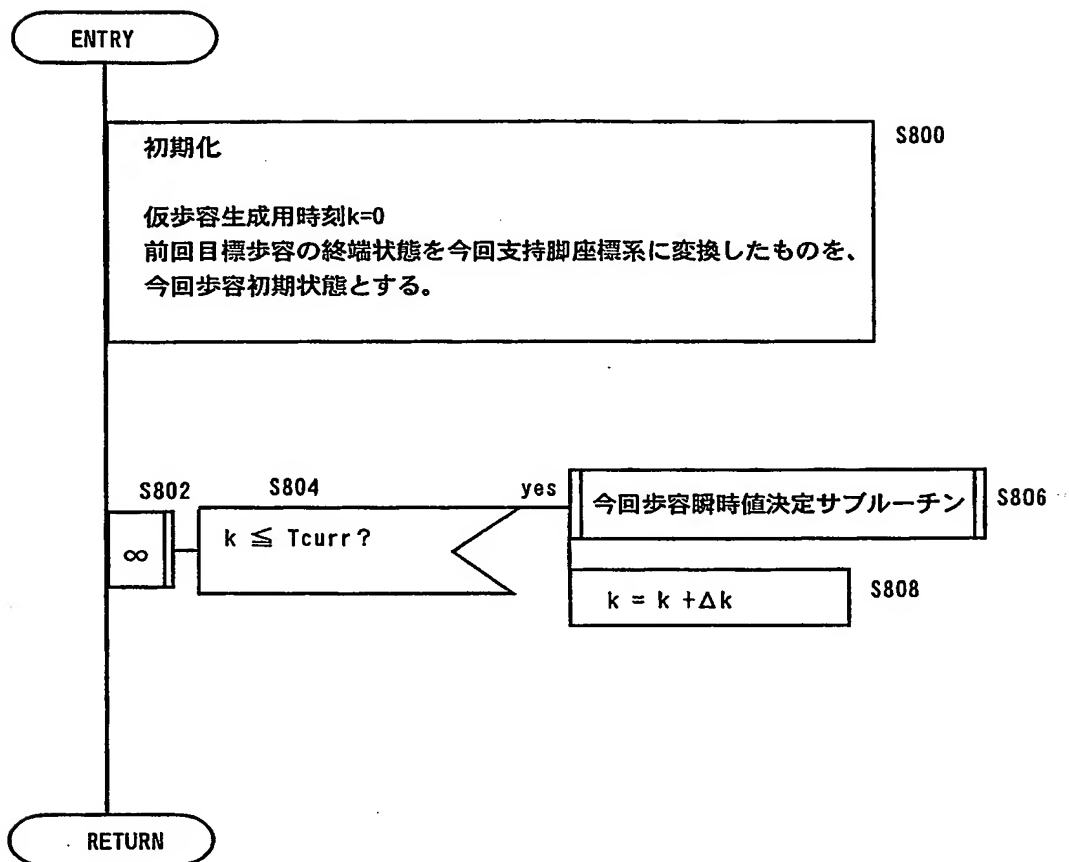 ENTRY
S800
初期化
仮歩容生成用時刻k=0
前回目標歩容の終端状態を今回支持脚座標系に変換したものを、
今回歩容初期状態とする。
S802
S804
yes
S806
∞
k ≦ Tcurr?
今回歩容瞬時値決定サブルーチン
k = k +Δk
S808
RETURN